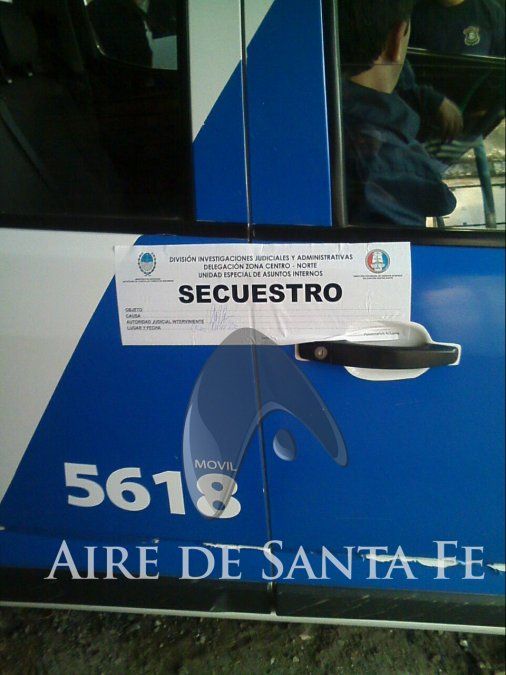 DIVISIÓN INVESTIGACIONES JUDICIALES Y ADMINISTRATIVAS
DELEGACIÓN ZONA CENTRO - NORTE
UNIDAD ESPECIAL DE ASUNTOS INTERNOS
SECUESTRO
OBJETO
CAUSA
AUTORIDAD JUDICIAL INTERVINIENTE
LUGAR Y FECHA
MOVIL
5618
AIRE DE SANTA FE